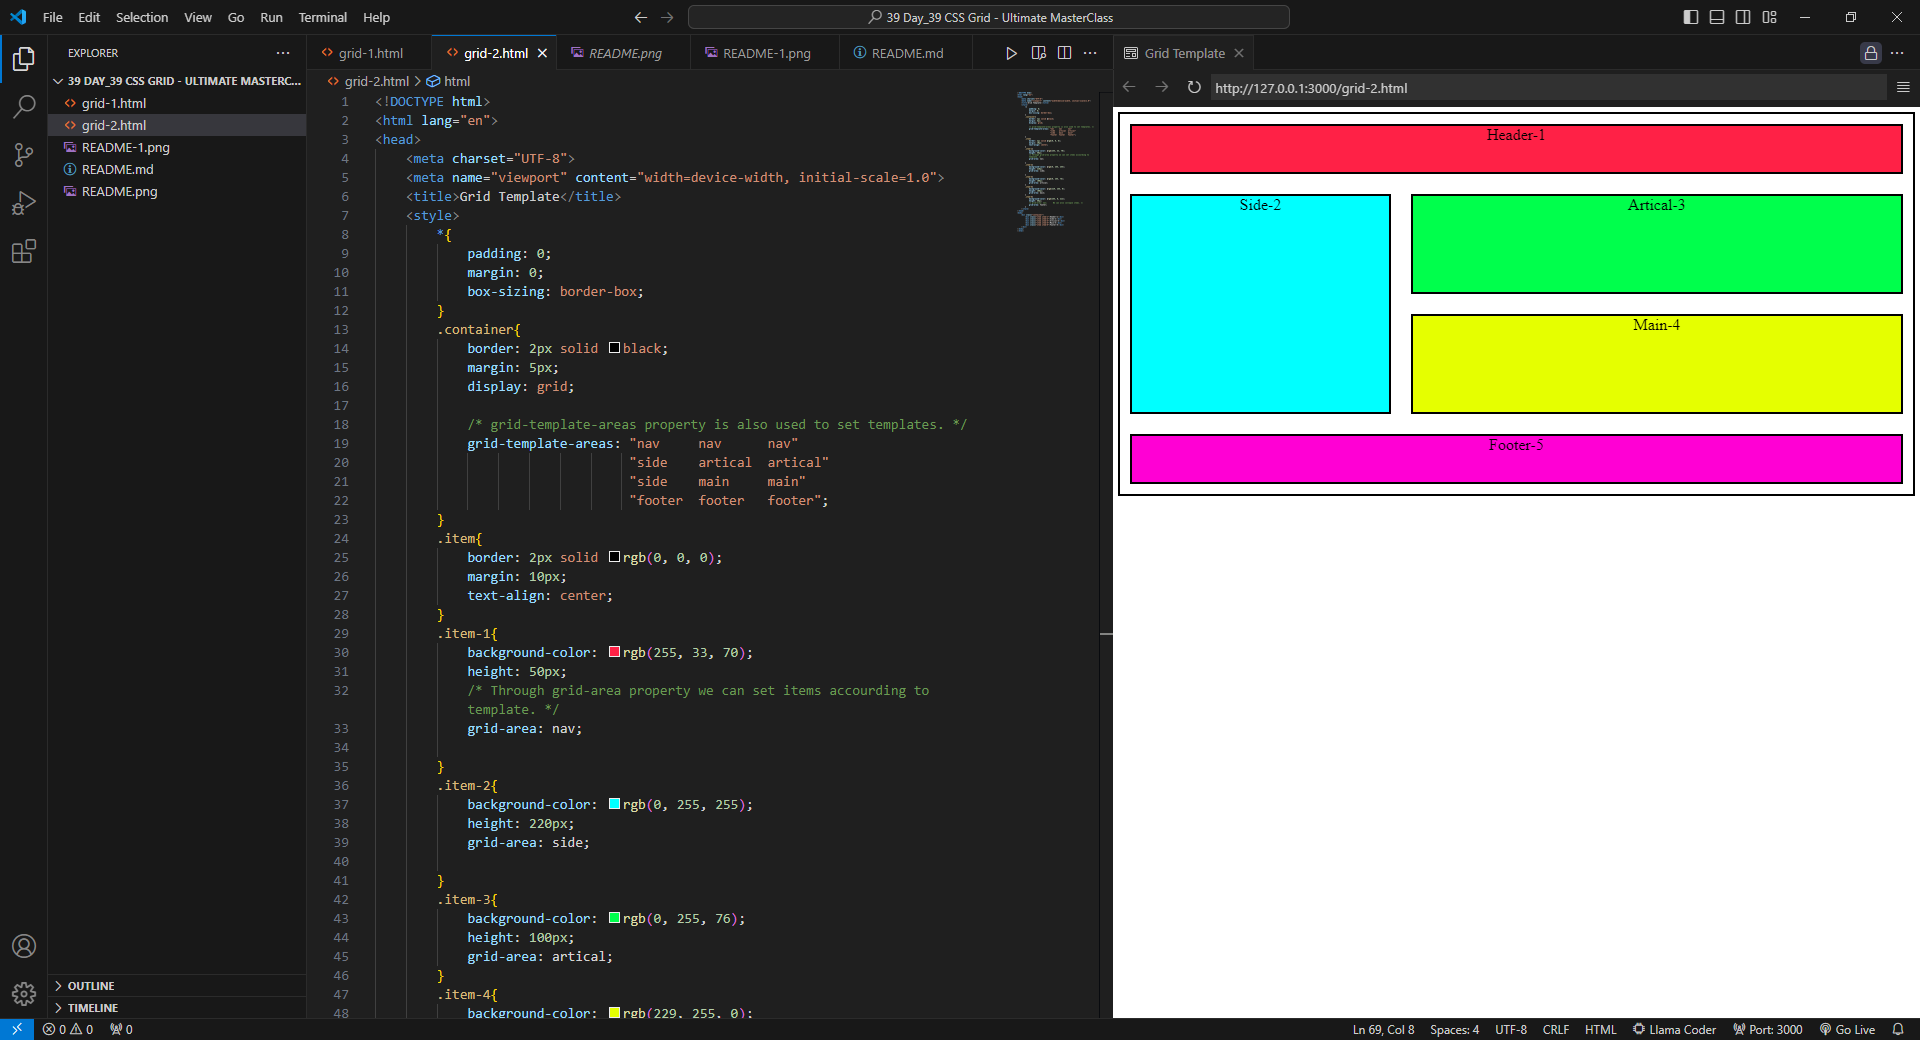 File Edit Selection View Go Run Terminal Help
39 Day_39 CSS Grid - Ultimate MasterClass
EXPLORER
39 DAY_39 CSS GRID - ULTIMATE MASTERC...
grid-1.html
grid-2.html
README-1.png
README.md
README.png
OUTLINE
TIMELINE
grid-1.html grid-2.html README.png README-1.png README.md
grid-2.html > html
1 <!DOCTYPE html>
2 <html lang="en">
3 <head>
4 <meta charset="UTF-8">
5 <meta name="viewport" content="width=device-width, initial-scale=1.0">
6 <title>Grid Template</title>
7 <style>
8 *{
9 padding: 0;
10 margin: 0;
11 box-sizing: border-box;
12 }
13 .container{
14 border: 2px solid black;
15 margin: 5px;
16 display: grid;
17
18 /* grid-template-areas property is also used to set templates. */
19 grid-template-areas: "nav nav nav"
20 "side artical artical"
21 "side main main"
22 "footer footer footer";
23 }
24 .item{
25 border: 2px solid rgb(0, 0, 0);
26 margin: 10px;
27 text-align: center;
28 }
29 .item-1{
30 background-color: rgb(255, 33, 70);
31 height: 50px;
32 /* Through grid-area property we can set items accourding to
template. */
33 grid-area: nav;
34
35 }
36 .item-2{
37 background-color: rgb(0, 255, 255);
38 height: 220px;
39 grid-area: side;
40
41 }
42 .item-3{
43 background-color: rgb(0, 255, 76);
44 height: 100px;
45 grid-area: artical;
46 }
47 .item-4{
48 background-color: rgb(229, 255, 0);
Grid Template
http://127.0.0.1:3000/grid-2.html
Header-1
Side-2
Artical-3
Main-4
Footer-5
0 0 0
Ln 69, Col 8 Spaces: 4 UTF-8 CRLF HTML Llama Coder Port: 3000 Go Live